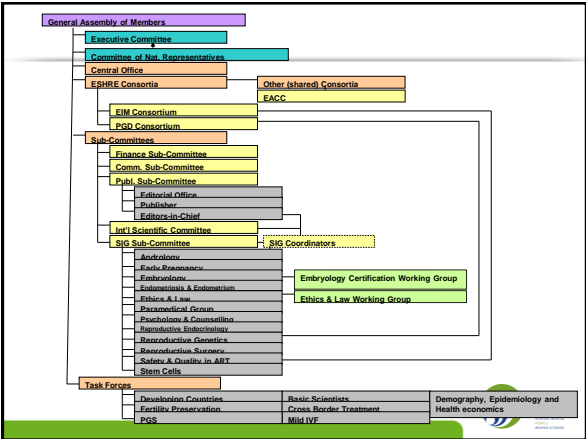 General Assembly of Members
Executive Committee
Committee of Nat. Representatives
Central Office
ESHRE Consortia
Other (shared) Consortia
EACC
EIM Consortium
PGD Consortium
Sub-Committees
Finance Sub-Committee
Comm. Sub-Committee
Publ. Sub-Committee
Editorial Office
Publisher
Editors-in-Chief
Int'l Scientific Committee
SIG Sub-Committee
SIG Coordinators
Andrology
Early Pregnancy
Embryology
Embryology Certification Working Group
Endometriosis & Endometrium
Ethics & Law
Ethics & Law Working Group
Paramedical Group
Psychology & Counselling
Reproductive Endocrinology
Reproductive Genetics
Reproductive Surgery
Safety & Quality in ART
Stem Cells
Task Forces
Developing Countries
Basic Scientists
Demography, Epidemiology and
Health economics
Fertility Preservation
Cross Border Treatment
PGS
Mild IVF